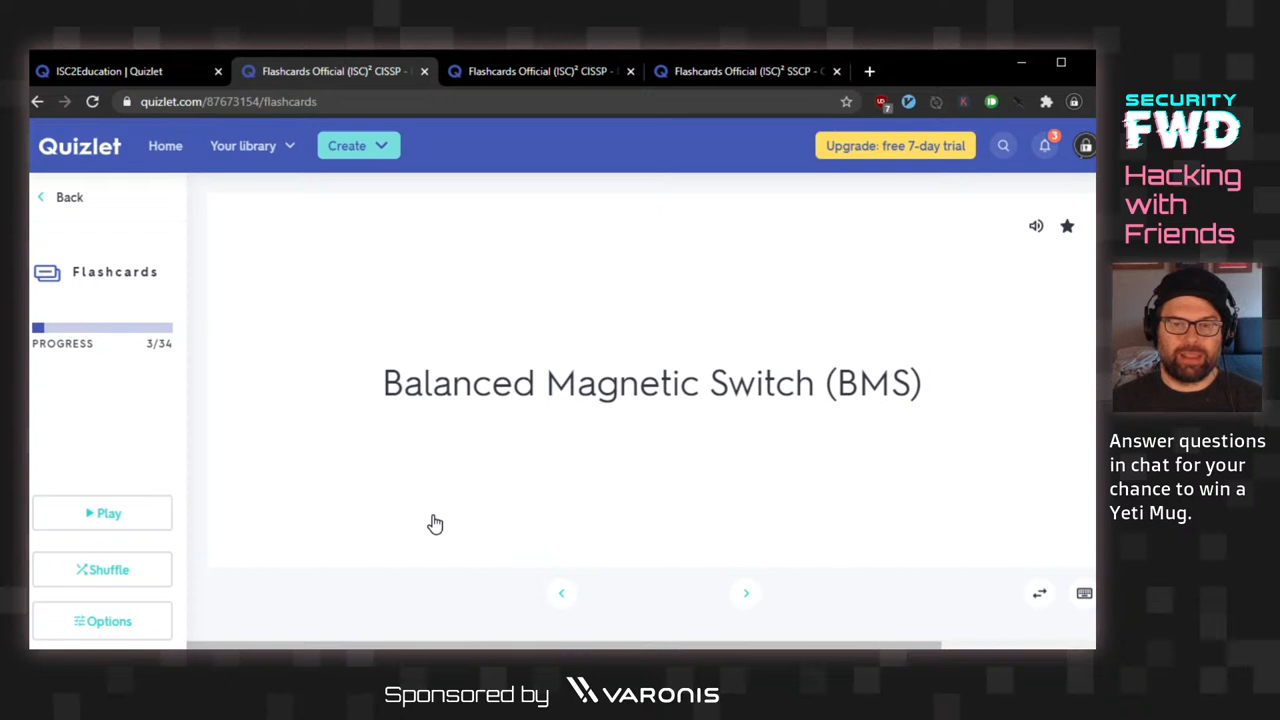 ISC2Education | Quizlet
Flashcards Official (ISC)² CISSP -
Flashcards Official (ISC)² CISSP -
Flashcards Official (ISC)² SSCP -
quizlet.com/87673154/flashcards
7
Quizlet
Home
Your library
Create
Upgrade: free 7-day trial
3
Back
Flashcards
PROGRESS 3/34
Balanced Magnetic Switch (BMS)
Play
Shuffle
Options
SECURITY
FWD
Hacking
with
Friends
Answer questions
in chat for your
chance to win a
Yeti Mug.
Sponsored by VARONIS